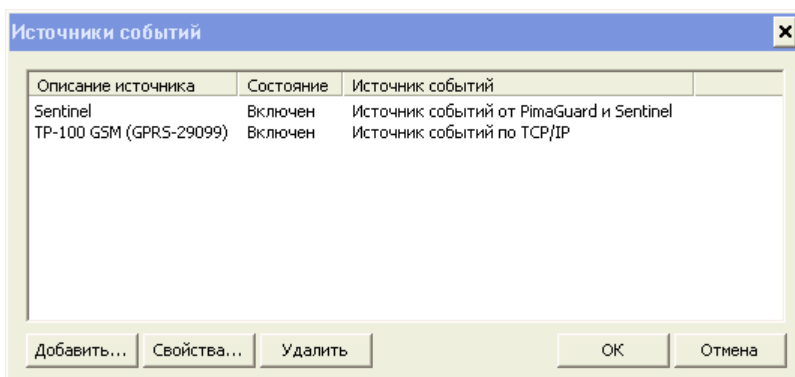 Источники событий
Описание источника Состояние Источник событий
Sentinel Включен Источник событий от PimaGuard и Sentinel
TP-100 GSM (GPRS-29099) Включен Источник событий по TCP/IP
Добавить... Свойства... Удалить ОК Отмена